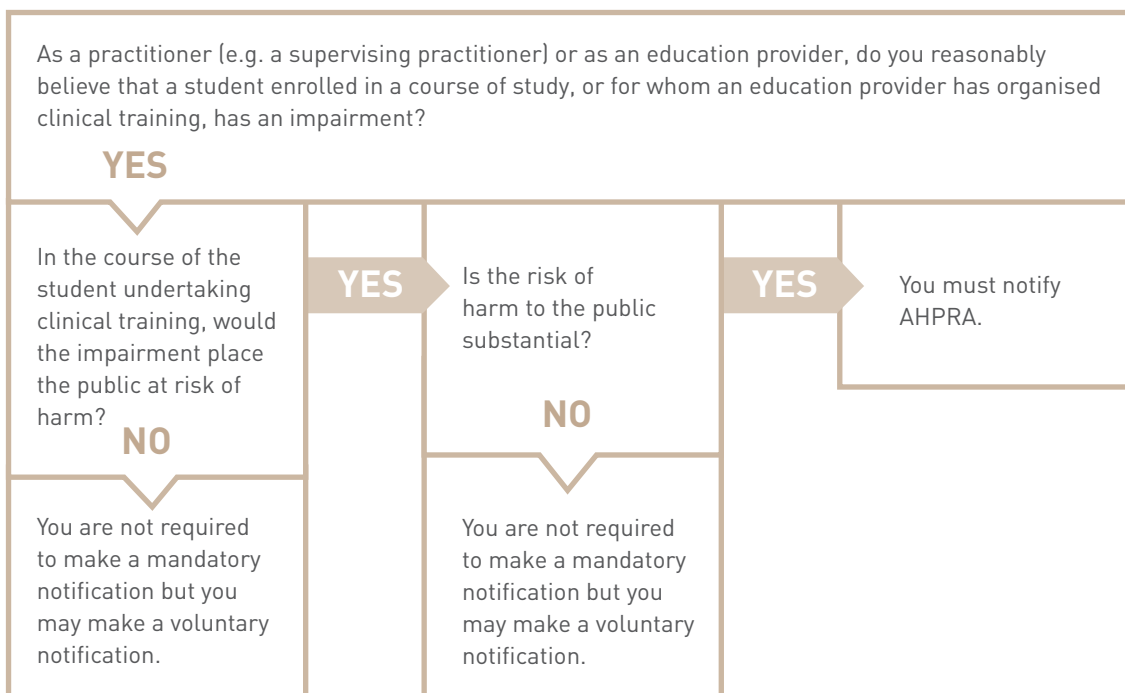 As a practitioner (e.g. a supervising practitioner) or as an education provider, do you reasonably
believe that a student enrolled in a course of study, or for whom an education provider has organised
clinical training, has an impairment?
YES
In the course of the
student undertaking
clinical training, would
the impairment place
the public at risk of
harm?
NO
You are not required
to make a mandatory
notification but you
may make a voluntary
notification.
YES
Is the risk of
harm to the public
substantial?
NO
You are not required
to make a mandatory
notification but you
may make a voluntary
notification.
YES
You must notify
AHPRA.